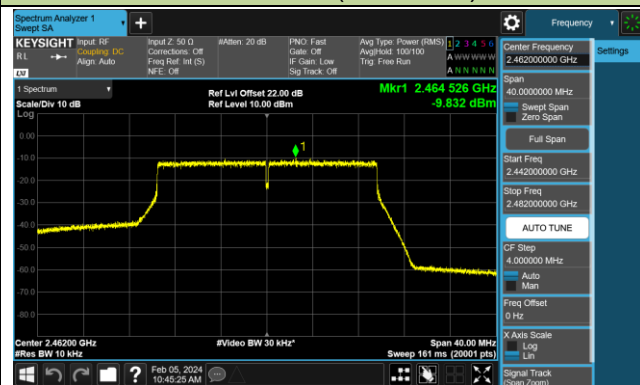 Spectrum Analyzer 1
Swept SA
Frequency
KEYSIGHT
RL
LXI
Input: RF
Coupling: DC
Align: Auto
Input Z: 50 Ω
Corrections: Off
Freq Ref: Int (S)
NFE: Off
#Atten: 20 dB
PNO: Fast
Gate: Off
IF Gain: Low
Sig Track: Off
Avg Type: Power (RMS)
Avg|Hold: 100/100
Trig: Free Run
1 2 3 4 5 6
A W W W W W
A N N N N N
1 Spectrum
Scale/Div 10 dB
Log
Ref Lvl Offset 22.00 dB
Ref Level 10.00 dBm
Mkr1 2.464 526 GHz
-9.832 dBm
1
0.00
-10.0
-20.0
-30.0
-40.0
-50.0
-60.0
-70.0
-80.0
Center 2.46200 GHz
#Res BW 10 kHz
#Video BW 30 kHz*
Span 40.00 MHz
Sweep 161 ms (20001 pts)
Feb 05, 2024
10:45:25 AM
Center Frequency
2.462000000 GHz
Settings
Span
40.0000000 MHz
Swept Span
Zero Span
Full Span
Start Freq
2.442000000 GHz
Stop Freq
2.482000000 GHz
AUTO TUNE
CF Step
4.000000 MHz
Auto
Man
Freq Offset
0 Hz
X Axis Scale
Log
Lin
Signal Track
(Span Zoom)